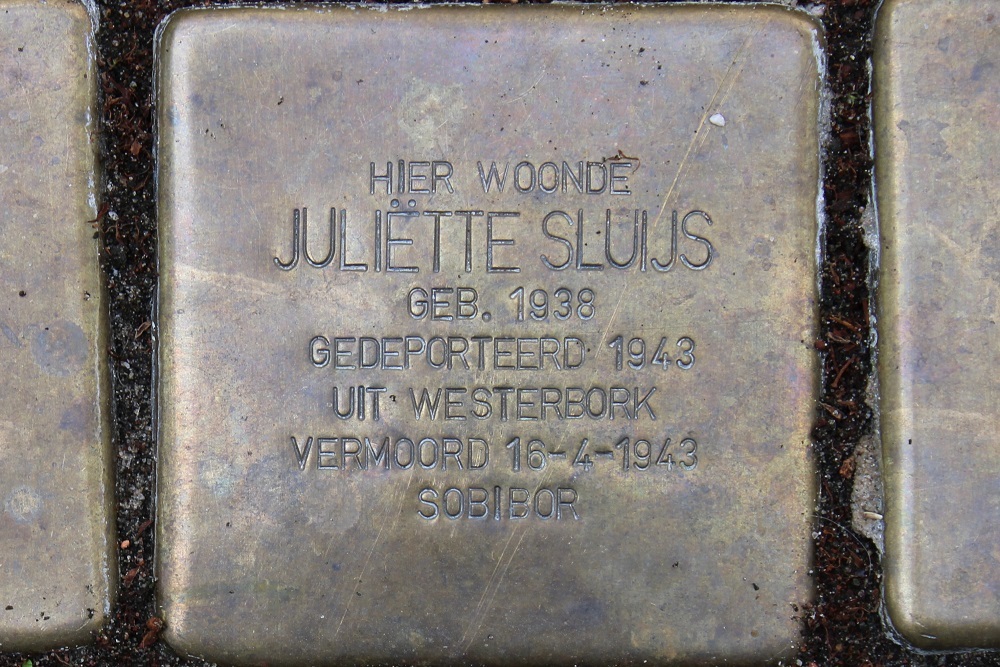 HIER WOONDE
JULIËTTE SLUIJS
GEB. 1938
GEDEPORTEERD 1943
UIT WESTERBORK
VERMOORD 16-4-1943
SOBIBOR